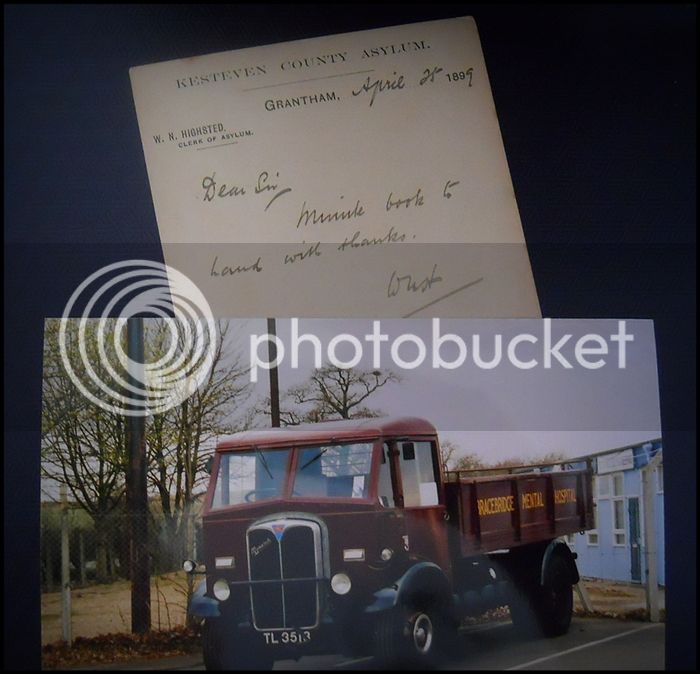 KESTEVEN COUNTY ASYLUM.
GRANTHAM, April 25 1899
W. N. HIGHSTED.
CLERK OF ASYLUM.
Dear Sir
Minute book to
hand with thanks.
photobucket
BRACEBRIDGE MENTAL HOSPITAL
TL 3513